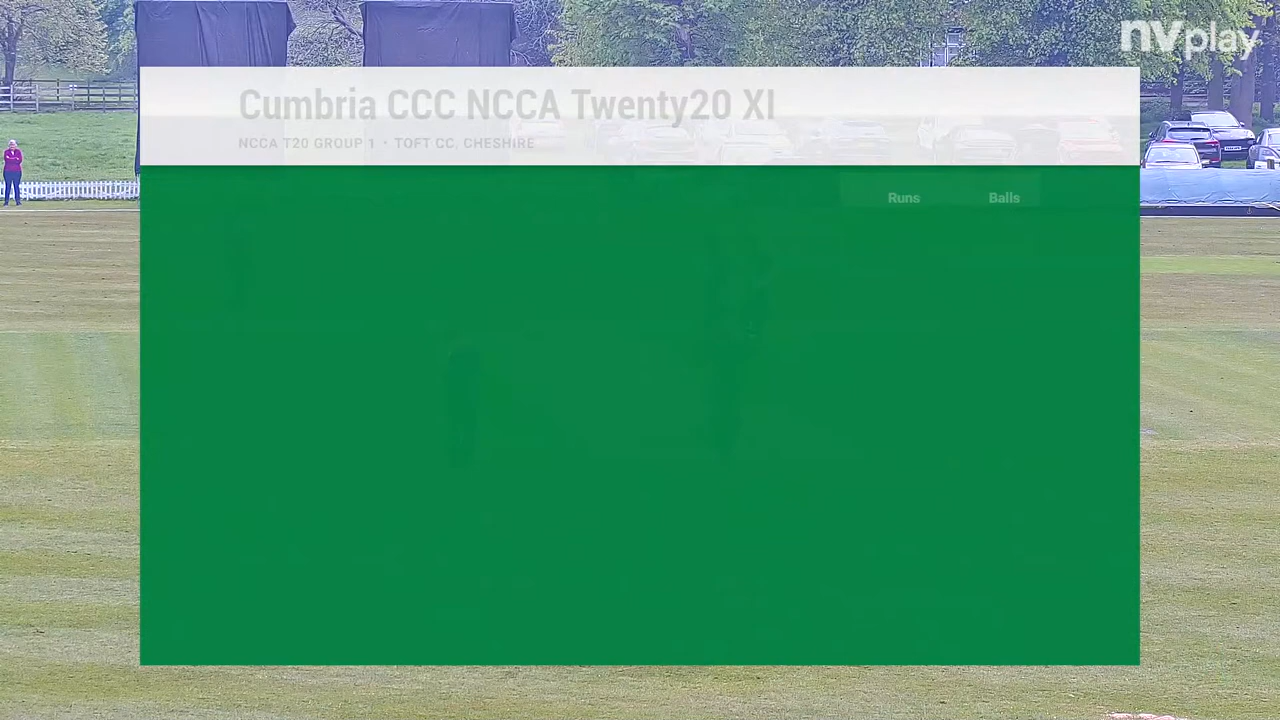 nvplay
Cumbria CCC NCCA Twenty20 XI
NCCA T20 GROUP 1 • TOFT CC, CHESHIRE
Runs Balls